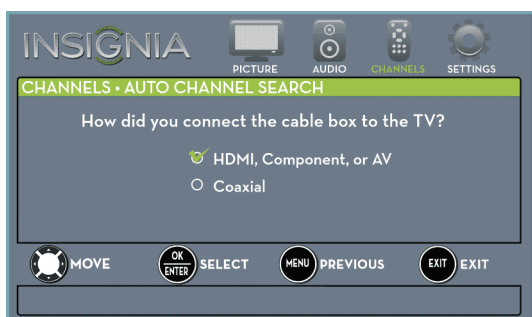 INSIGNIA
PICTURE AUDIO CHANNELS SETTINGS
CHANNELS • AUTO CHANNEL SEARCH
How did you connect the cable box to the TV?
HDMI, Component, or AV
Coaxial
MOVE OK ENTER SELECT MENU PREVIOUS EXIT EXIT